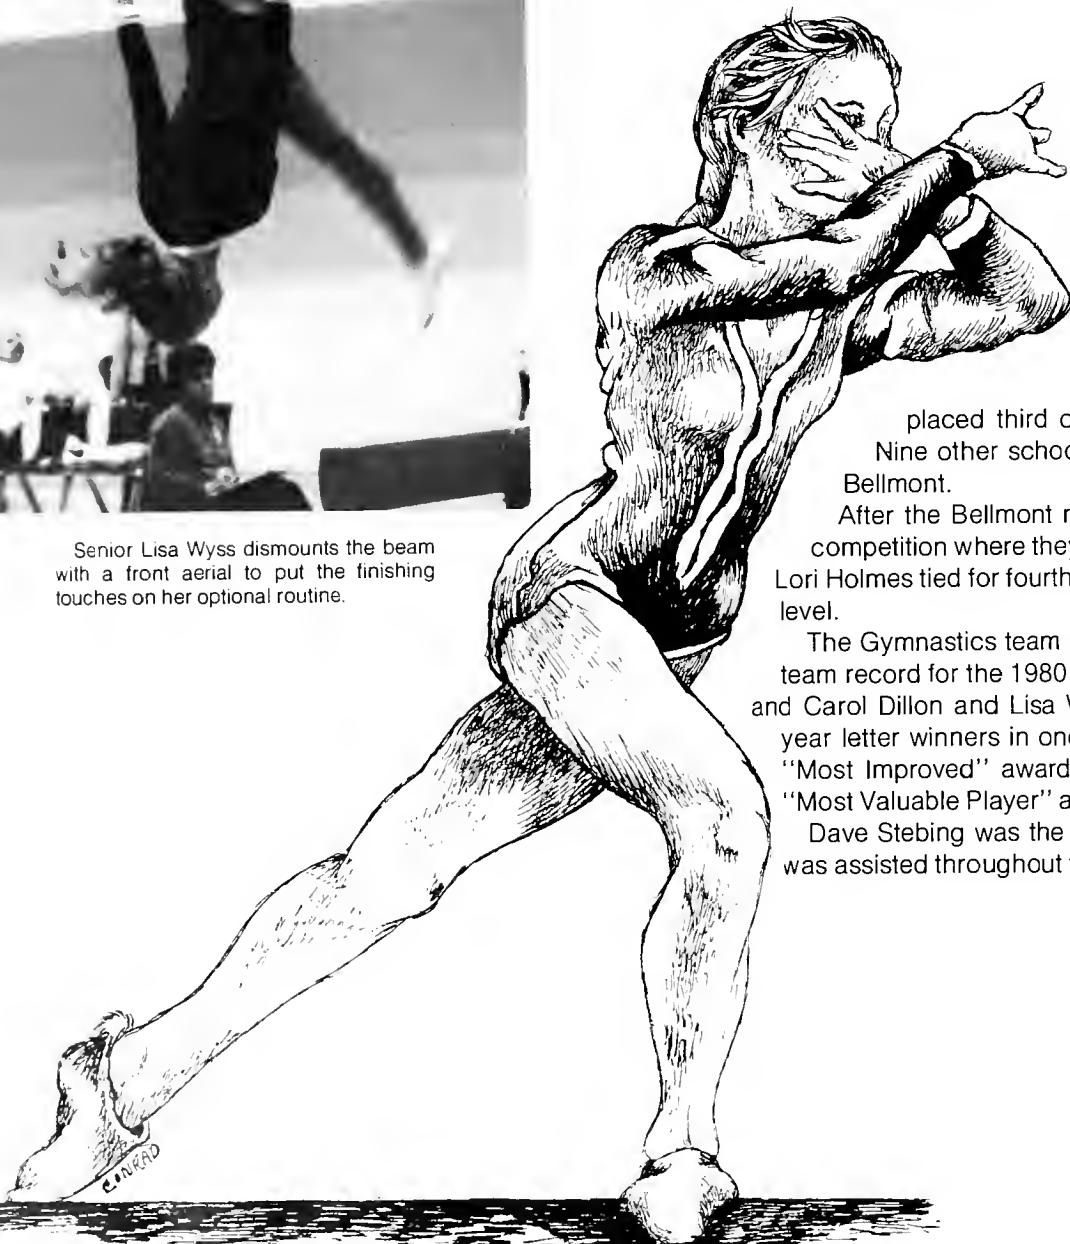 Senior Lisa Wyss dismounts the beam
with a front aerial to put the finishing
touches on her optional routine.
placed third
Nine other
Bellmont.
After the Bellmont
competition where they
Lori Holmes tied for fourth
level.
The Gymnastics team
team record for the 1980
and Carol Dillon and Lisa
year letter winners in
"Most Improved" award
"Most Valuable Player"
Dave Stebing was the
was assisted throughout
CONRAD